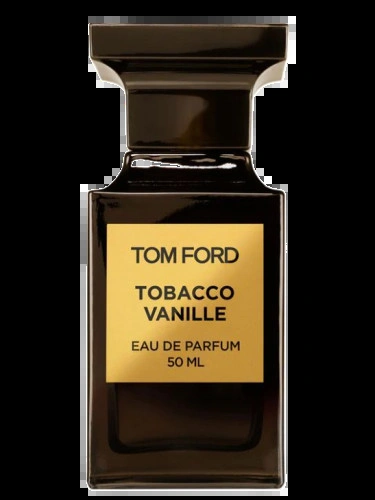 TOM FORD
TOBACCO
VANILLE
EAU DE PARFUM
50 ML